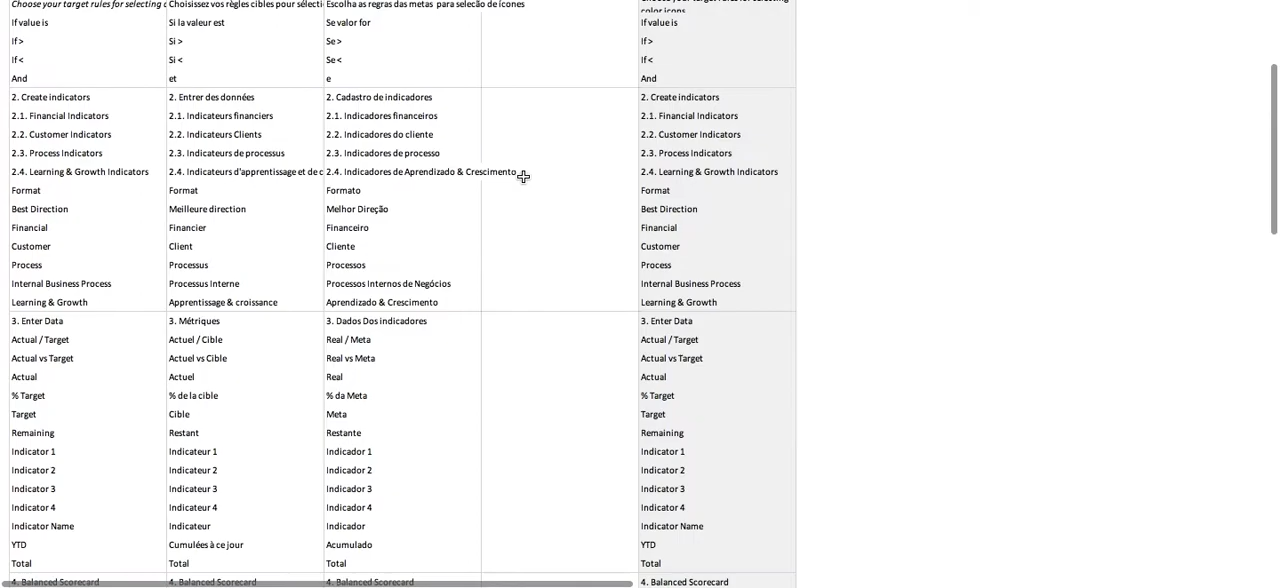 Choose your target rules for selecting Choisissez vos règles cibles pour sélecti Escolha as regras das metas para seleção de ícones Choose your target rules for selecting
color icons
If value is Si la valeur est Se valor for If value is
If > Si > Se > If >
If < Si < Se < If <
And et e And
2. Create indicators 2. Entrer des données 2. Cadastro de indicadores 2. Create indicators
2.1. Financial Indicators 2.1. Indicateurs financiers 2.1. Indicadores financeiros 2.1. Financial Indicators
2.2. Customer Indicators 2.2. Indicateurs Clients 2.2. Indicadores do cliente 2.2. Customer Indicators
2.3. Process Indicators 2.3. Indicateurs de processus 2.3. Indicadores de processo 2.3. Process Indicators
2.4. Learning & Growth Indicators 2.4. Indicateurs d'apprentissage et de c 2.4. Indicadores de Aprendizado & Crescimento 2.4. Learning & Growth Indicators
Format Format Formato Format
Best Direction Meilleure direction Melhor Direção Best Direction
Financial Financier Financeiro Financial
Customer Client Cliente Customer
Process Processus Processos Process
Internal Business Process Processus Interne Processos Internos de Negócios Internal Business Process
Learning & Growth Apprentissage & croissance Aprendizado & Crescimento Learning & Growth
3. Enter Data 3. Métriques 3. Dados Dos indicadores 3. Enter Data
Actual / Target Actuel / Cible Real / Meta Actual / Target
Actual vs Target Actuel vs Cible Real vs Meta Actual vs Target
Actual Actuel Real Actual
% Target % de la cible % da Meta % Target
Target Cible Meta Target
Remaining Restant Restante Remaining
Indicator 1 Indicateur 1 Indicador 1 Indicator 1
Indicator 2 Indicateur 2 Indicador 2 Indicator 2
Indicator 3 Indicateur 3 Indicador 3 Indicator 3
Indicator 4 Indicateur 4 Indicador 4 Indicator 4
Indicator Name Indicateur Indicador Indicator Name
YTD Cumulées à ce jour Acumulado YTD
Total Total Total Total
4. Balanced Scorecard 4. Balanced Scorecard 4. Balanced Scorecard 4. Balanced Scorecard